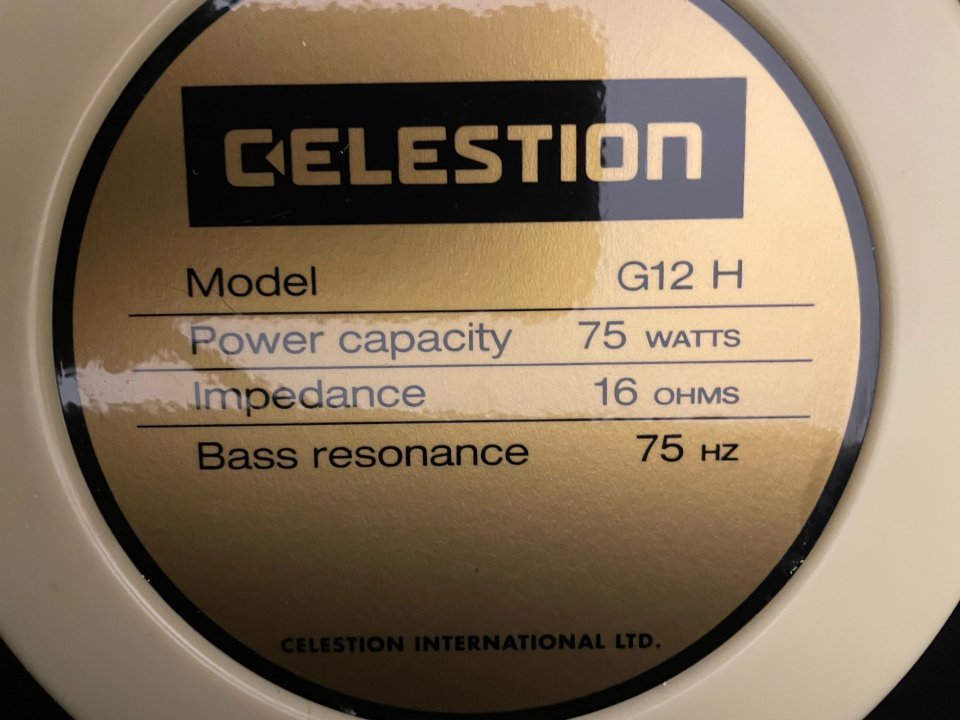 CELESTION
Model G12 H
Power capacity 75 WATTS
Impedance 16 OHMS
Bass resonance 75 HZ
CELESTION INTERNATIONAL LTD.